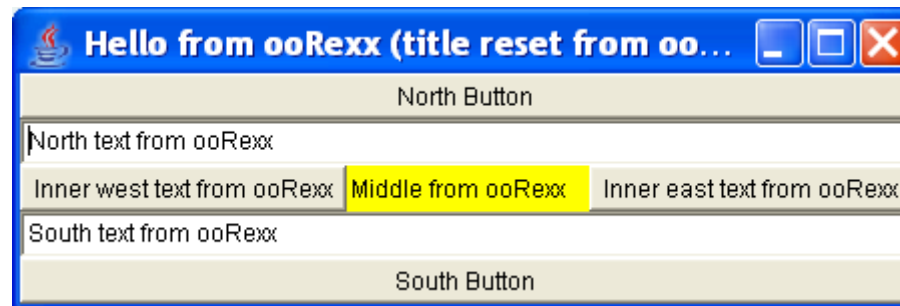 Hello from ooRexx (title reset from oo...
North Button
North text from ooRexx
Inner west text from ooRexx Middle from ooRexx Inner east text from ooRexx
South text from ooRexx
South Button